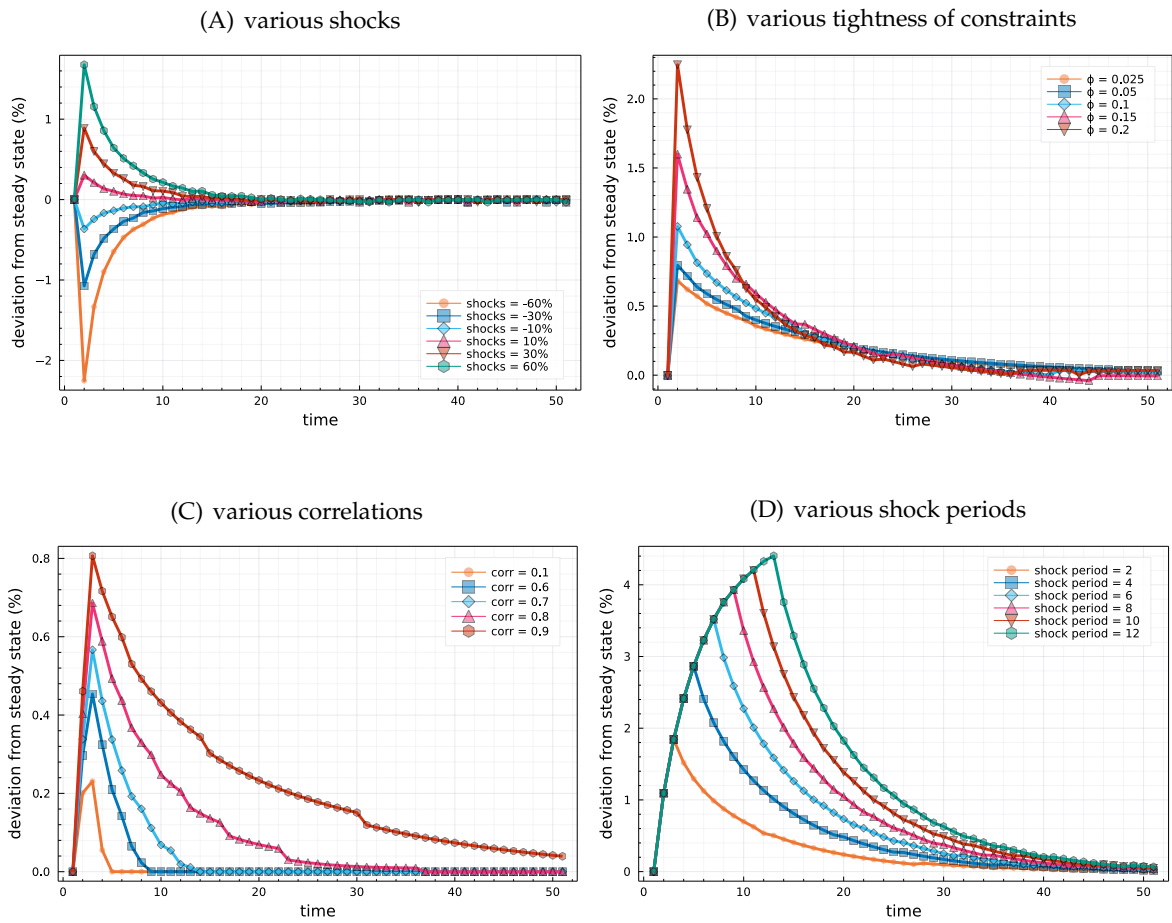 (A) various shocks
deviation from steady state (%)
1
0
−1
−2
0
10
20
30
40
50
time
shocks = -60%
shocks = -30%
shocks = -10%
shocks = 10%
shocks = 30%
shocks = 60%
(B) various tightness of constraints
deviation from steady state (%)
2.0
1.5
1.0
0.5
0.0
0
10
20
30
40
50
time
ϕ = 0.025
ϕ = 0.05
ϕ = 0.1
ϕ = 0.15
ϕ = 0.2
(C) various correlations
deviation from steady state (%)
0.8
0.6
0.4
0.2
0.0
0
10
20
30
40
50
time
corr = 0.1
corr = 0.6
corr = 0.7
corr = 0.8
corr = 0.9
(D) various shock periods
deviation from steady state (%)
4
3
2
1
0
0
10
20
30
40
50
time
shock period = 2
shock period = 4
shock period = 6
shock period = 8
shock period = 10
shock period = 12